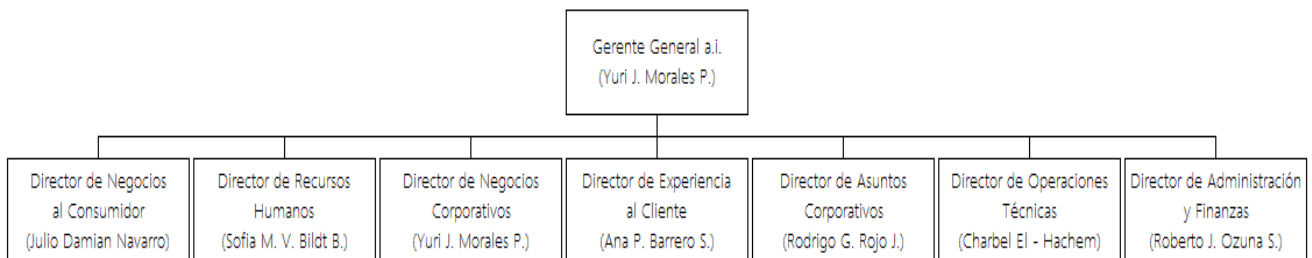 Gerente General a.i.
(Yuri J. Morales P.)
Director de Negocios
al Consumidor
(Julio Damian Navarro)
Director de Recursos
Humanos
(Sofia M. V. Bildt B.)
Director de Negocios
Corporativos
(Yuri J. Morales P.)
Director de Experiencia
al Cliente
(Ana P. Barrero S.)
Director de Asuntos
Corporativos
(Rodrigo G. Rojo J.)
Director de Operaciones
Técnicas
(Charbel El - Hachem)
Director de Administración
y Finanzas
(Roberto J. Ozuna S.)